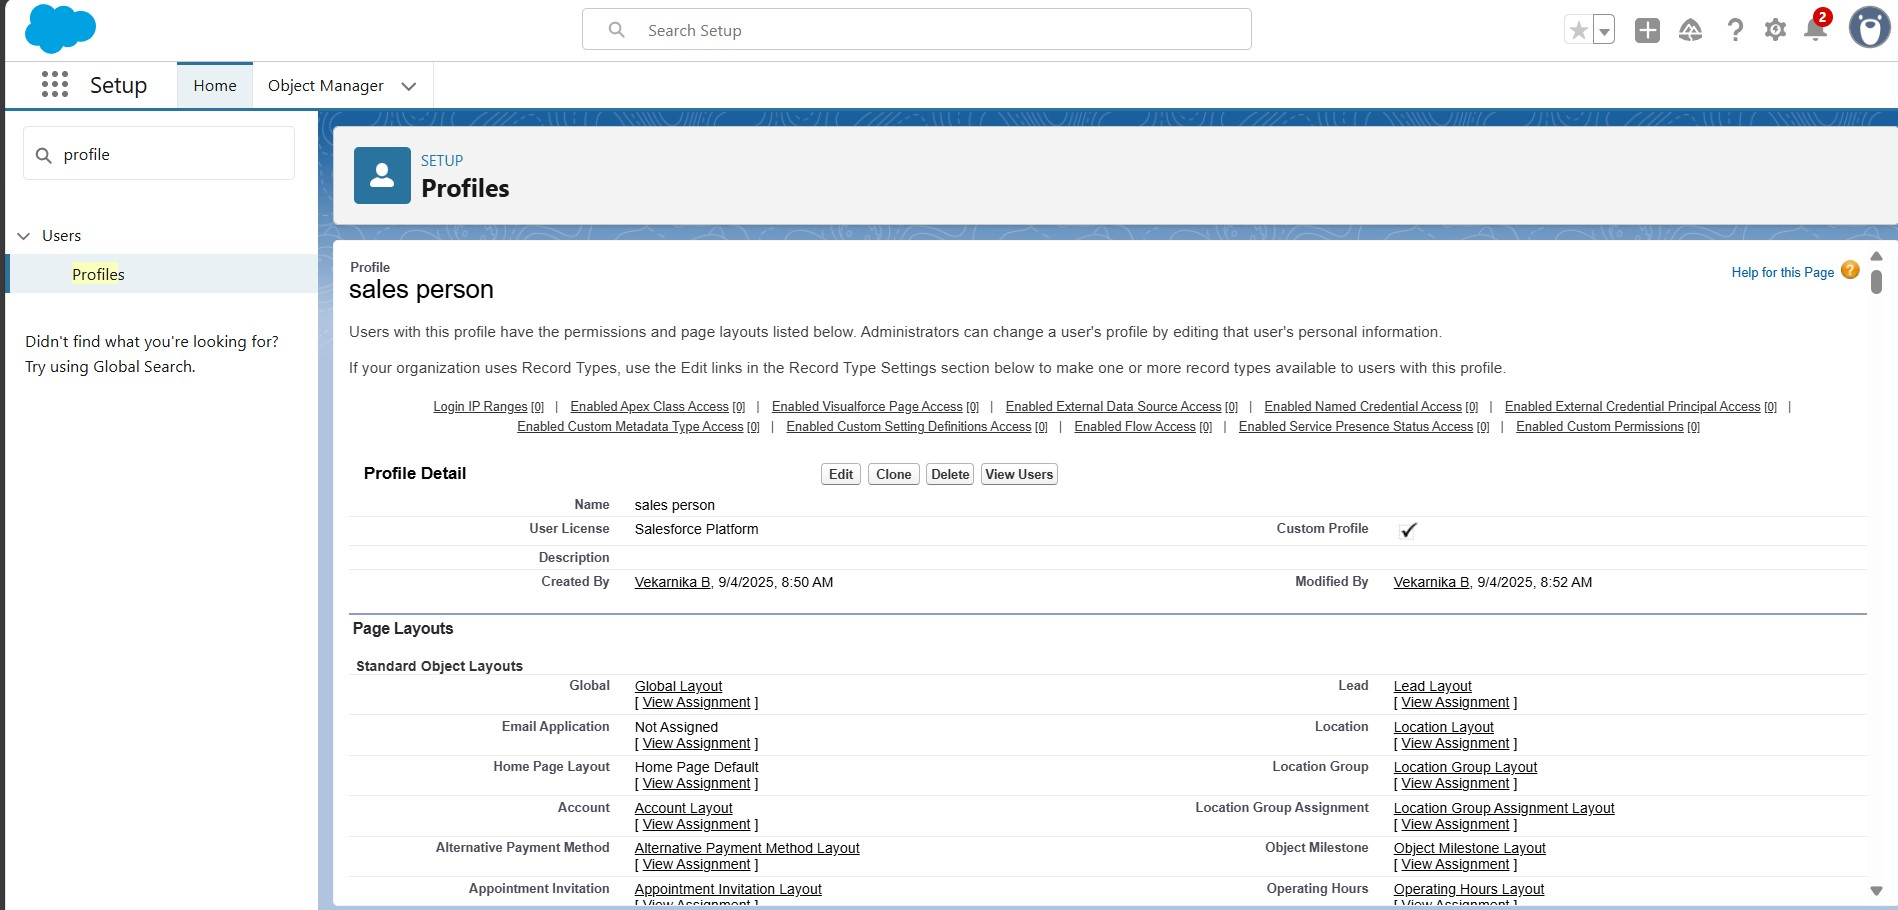 Search Setup
2
Setup
Home
Object Manager
profile
Users
Profiles
Didn't find what you're looking for?
Try using Global Search.
SETUP
Profiles
Profile
sales person
Help for this Page ?
Users with this profile have the permissions and page layouts listed below. Administrators can change a user's profile by editing that user's personal information.
If your organization uses Record Types, use the Edit links in the Record Type Settings section below to make one or more record types available to users with this profile.
Login IP Ranges [0] | Enabled Apex Class Access [0] | Enabled Visualforce Page Access [0] | Enabled External Data Source Access [0] | Enabled Named Credential Access [0] | Enabled External Credential Principal Access [0] |
Enabled Custom Metadata Type Access [0] | Enabled Custom Setting Definitions Access [0] | Enabled Flow Access [0] | Enabled Service Presence Status Access [0] | Enabled Custom Permissions [0]
Profile Detail Edit Clone Delete View Users
Name sales person
User License Salesforce Platform Custom Profile
Description
Created By Vekarnika B, 9/4/2025, 8:50 AM Modified By Vekarnika B, 9/4/2025, 8:52 AM
Page Layouts
Standard Object Layouts
Global Global Layout Lead Lead Layout
[ View Assignment ] [ View Assignment ]
Email Application Not Assigned Location Location Layout
[ View Assignment ] [ View Assignment ]
Home Page Layout Home Page Default Location Group Location Group Layout
[ View Assignment ] [ View Assignment ]
Account Account Layout Location Group Assignment Location Group Assignment Layout
[ View Assignment ] [ View Assignment ]
Alternative Payment Method Alternative Payment Method Layout Object Milestone Object Milestone Layout
[ View Assignment ] [ View Assignment ]
Appointment Invitation Appointment Invitation Layout Operating Hours Operating Hours Layout
[ View Assignment ] [ View Assignment ]